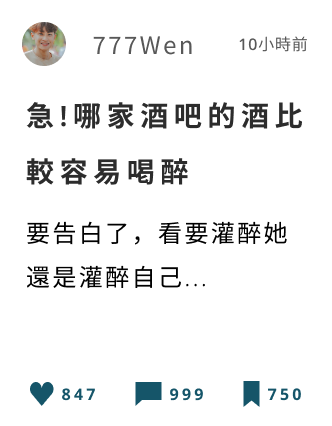 777Wen
10小時前
急!哪家酒吧的酒比
較容易喝醉
要告白了，看要灌醉她
還是灌醉自己...
847 999 750